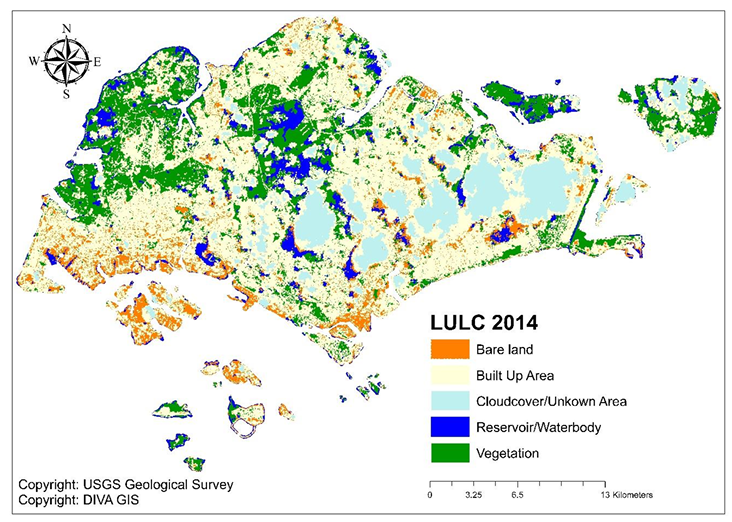 N
W E
S
LULC 2014
Bare land
Built Up Area
Cloudcover/Unkown Area
Reservoir/Waterbody
Vegetation
Copyright: USGS Geological Survey
Copyright: DIVA GIS
0 3.25 6.5 13 Kilometers